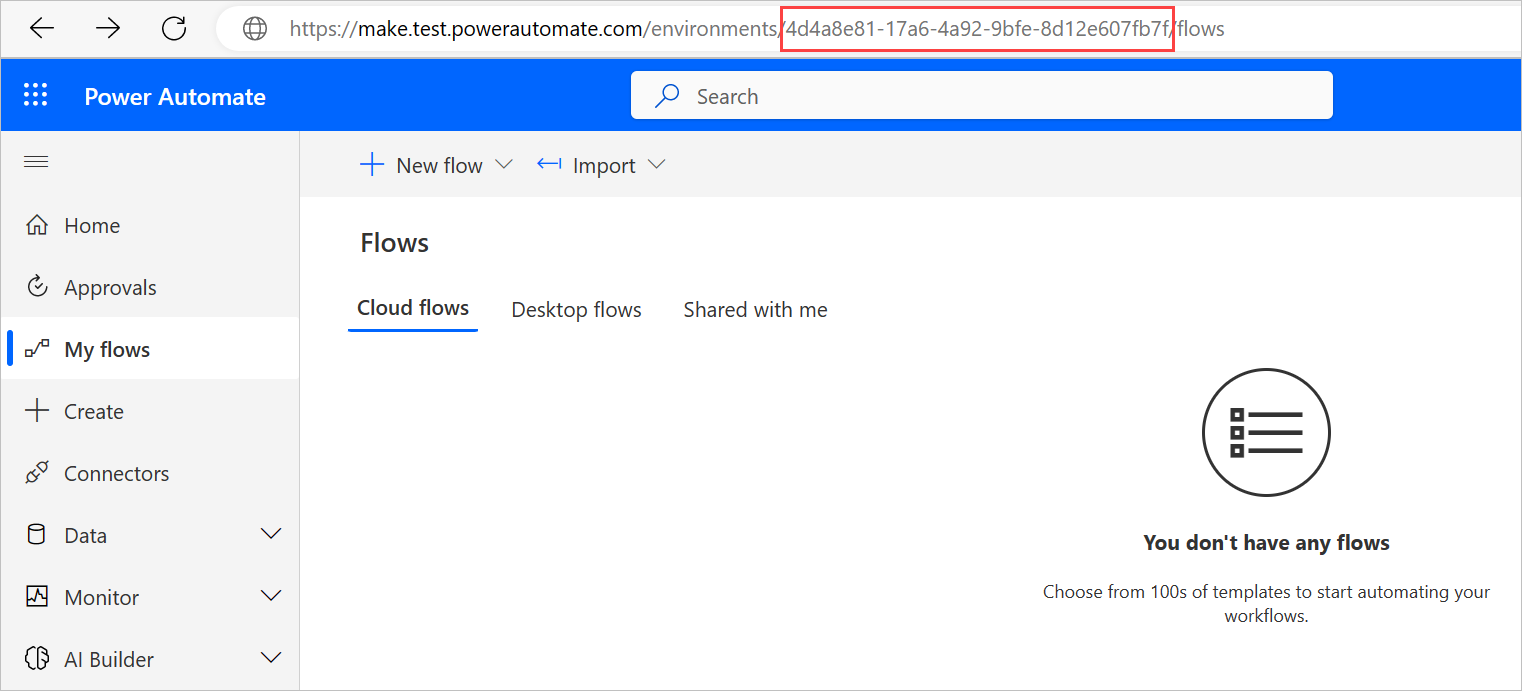 https://make.test.powerautomate.com/environments/4d4a8e81-17a6-4a92-9bfe-8d12e607fb7f/flows
Power Automate
Search
New flow
Import
Home
Approvals
My flows
Create
Connectors
Data
Monitor
AI Builder
Flows
Cloud flows
Desktop flows
Shared with me
You don't have any flows
Choose from 100s of templates to start automating your
workflows.